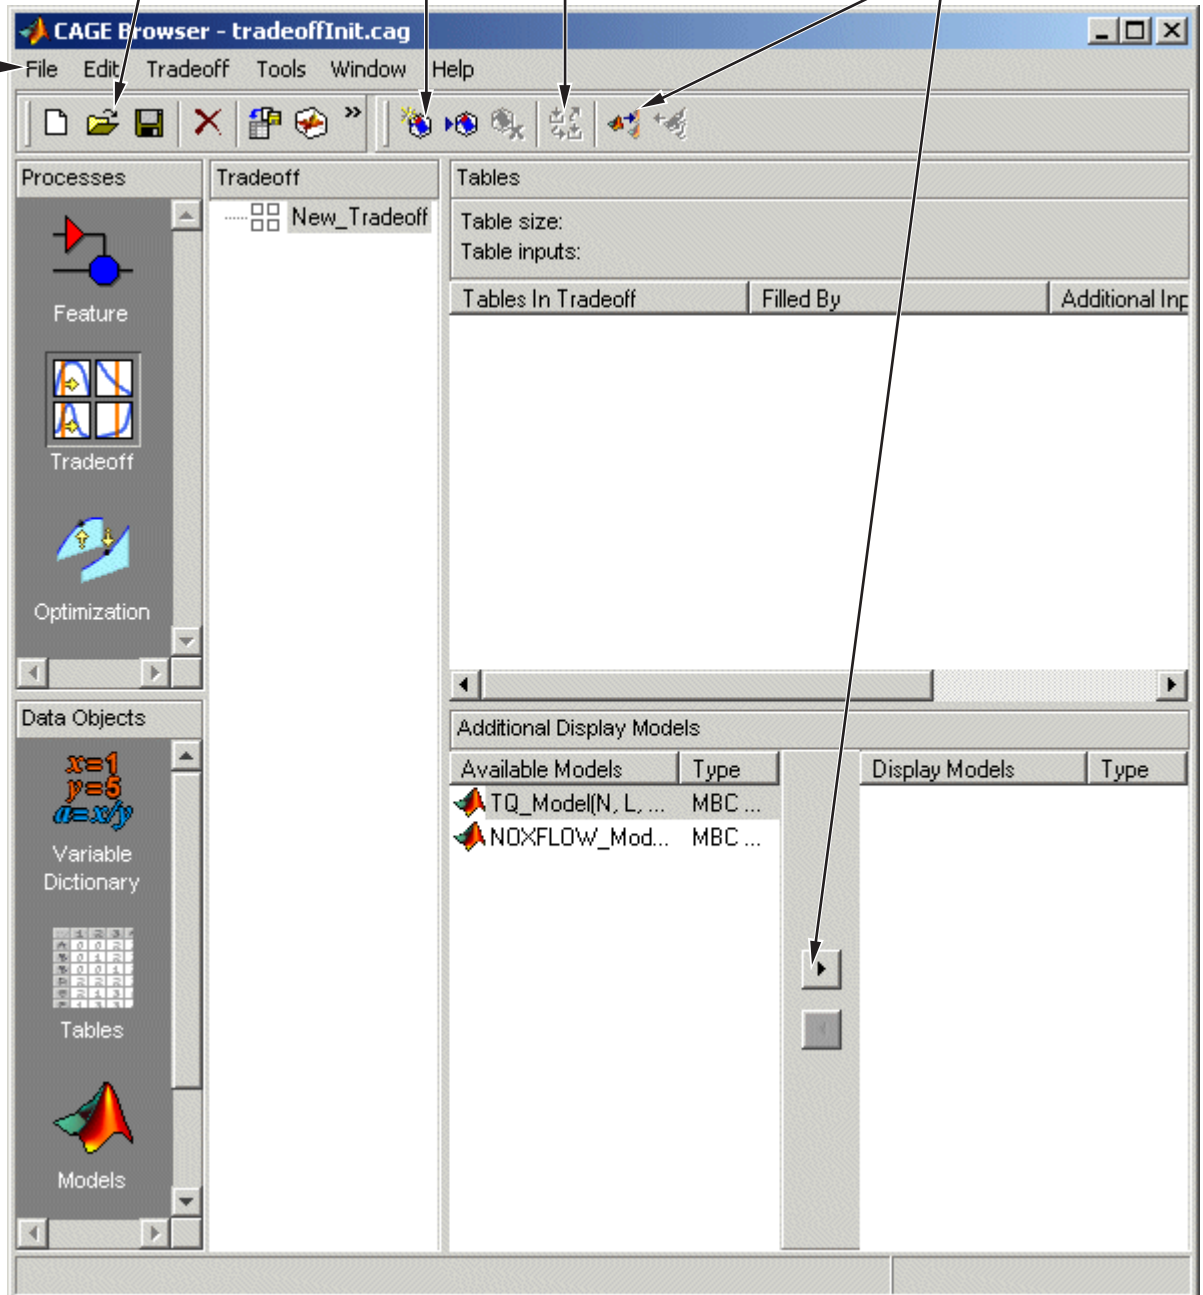 CAGE Browser - tradeoffInit.cag
File Edit Tradeoff Tools Window Help
»
Processes
Feature
Tradeoff
Optimization
Data Objects
x=1
y=5
a=x/y
Variable
Dictionary
Tables
Models
Tradeoff
New_Tradeoff
Tables
Table size:
Table inputs:
Tables In Tradeoff Filled By Additional Inp
Additional Display Models
Available Models Type
TQ_Model(N, L, ... MBC ...
NOXFLOW_Mod... MBC ...
Display Models Type